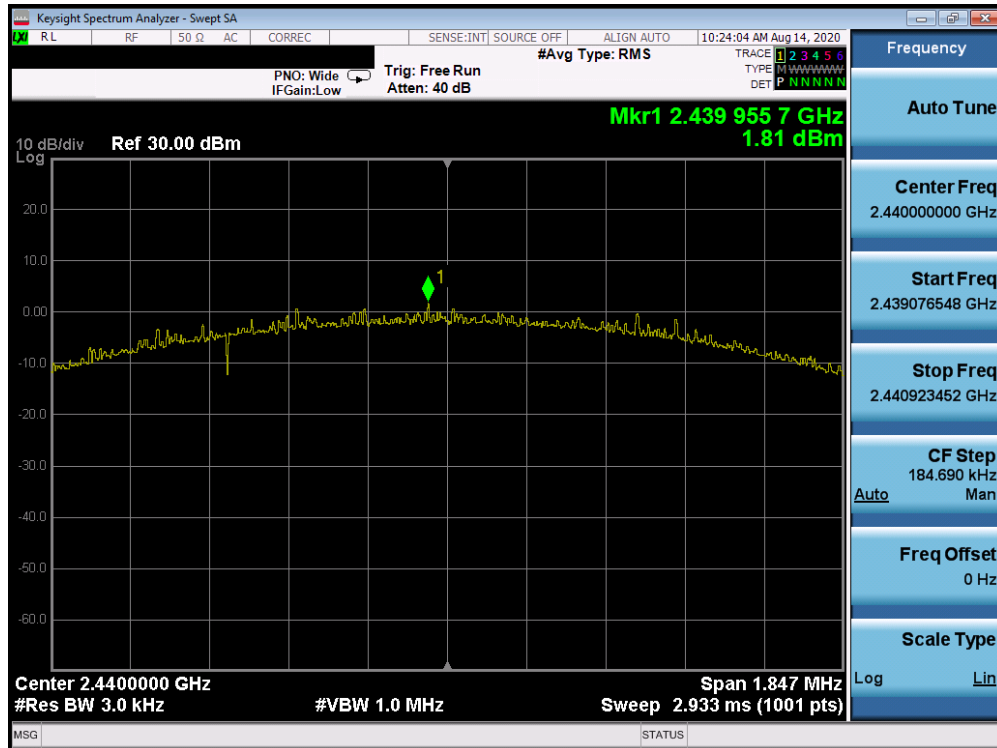 Keysight Spectrum Analyzer - Swept SA
LXI RL RF 50 Ω AC CORREC SENSE:INT SOURCE OFF ALIGN AUTO 10:24:04 AM Aug 14, 2020
#Avg Type: RMS TRACE 1 2 3 4 5 6
PNO: Wide Trig: Free Run TYPE M W W W W W
IFGain:Low Atten: 40 dB DET P N N N N N
Mkr1 2.439 955 7 GHz
1.81 dBm
10 dB/div Ref 30.00 dBm
Log
20.0
10.0
1
0.00
-10.0
-20.0
-30.0
-40.0
-50.0
-60.0
Center 2.4400000 GHz Span 1.847 MHz
#Res BW 3.0 kHz #VBW 1.0 MHz Sweep 2.933 ms (1001 pts)
MSG STATUS
Frequency
Auto Tune
Center Freq
2.440000000 GHz
Start Freq
2.439076548 GHz
Stop Freq
2.440923452 GHz
CF Step
184.690 kHz
Auto Man
Freq Offset
0 Hz
Scale Type
Log Lin